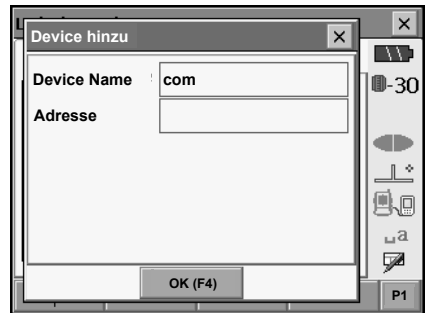 Device hinzu
Device Name com
Adresse
OK (F4)
-30
a
P1